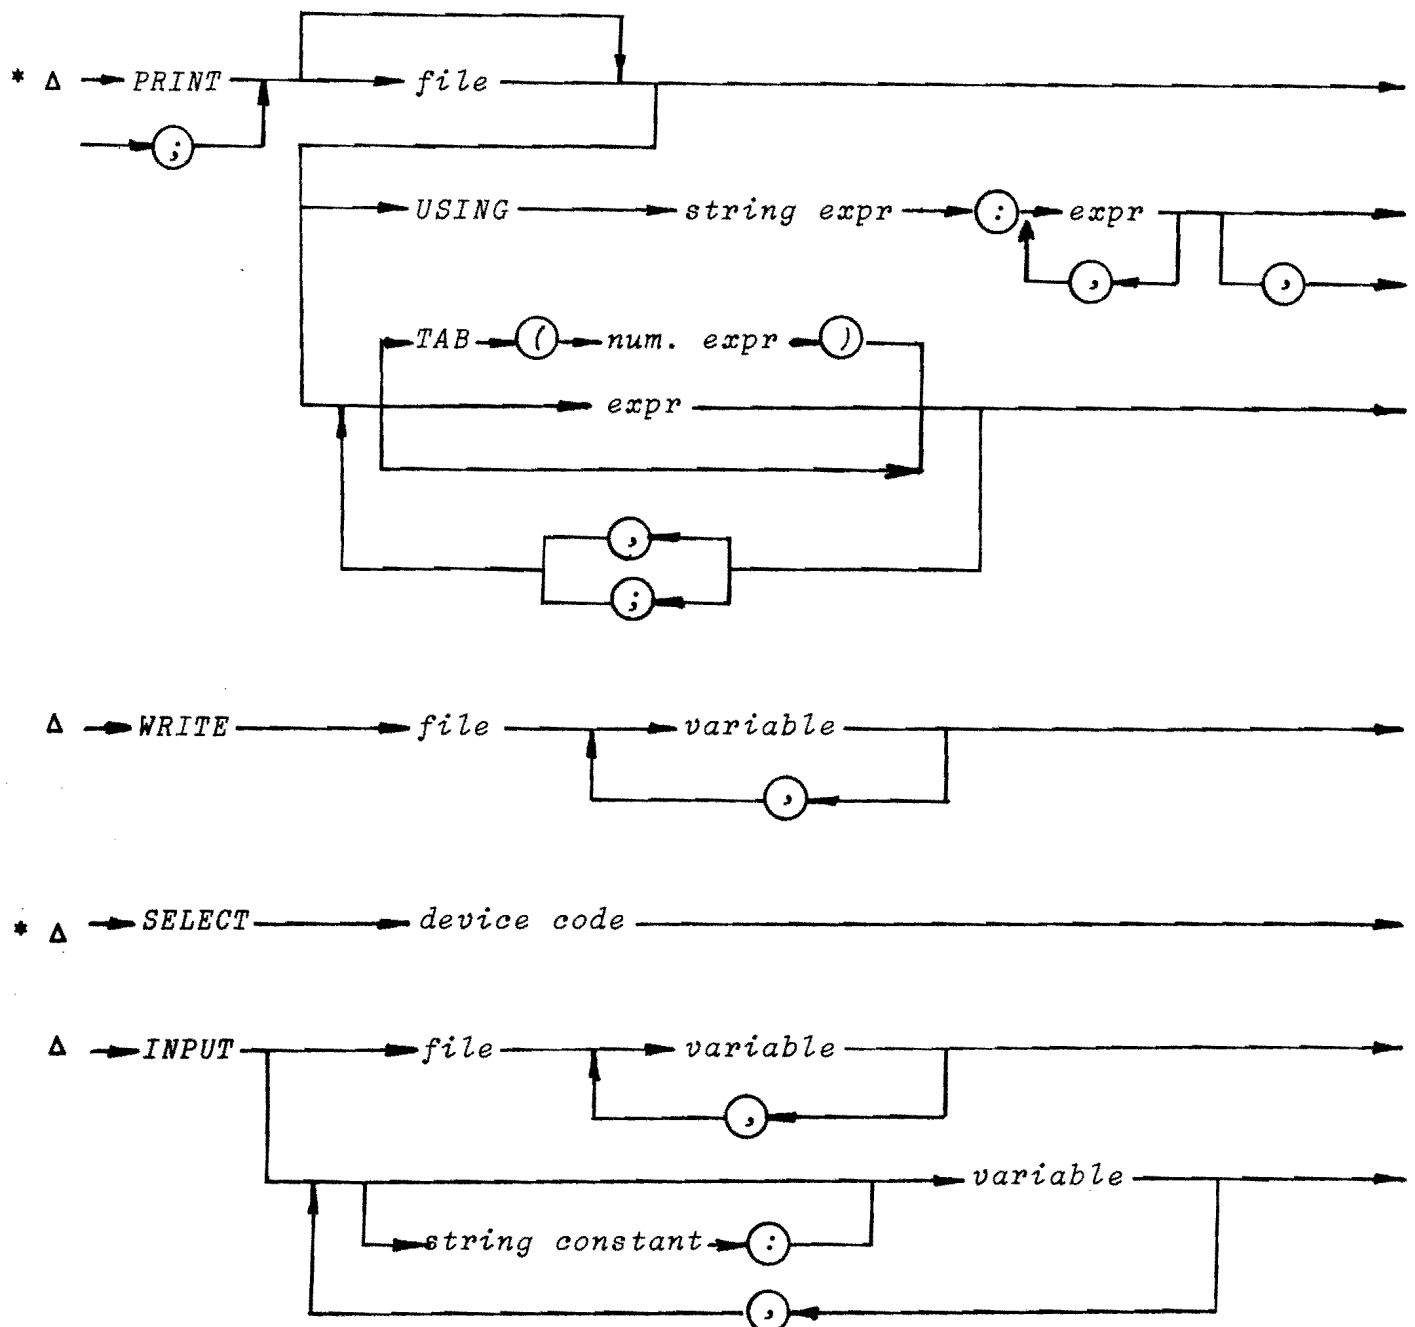 * Δ PRINT file
;
USING string expr : expr
, ,
TAB ( num. expr )
expr
,
;
Δ WRITE file variable
,
* Δ SELECT device code
Δ INPUT file variable
,
variable
string constant :
,